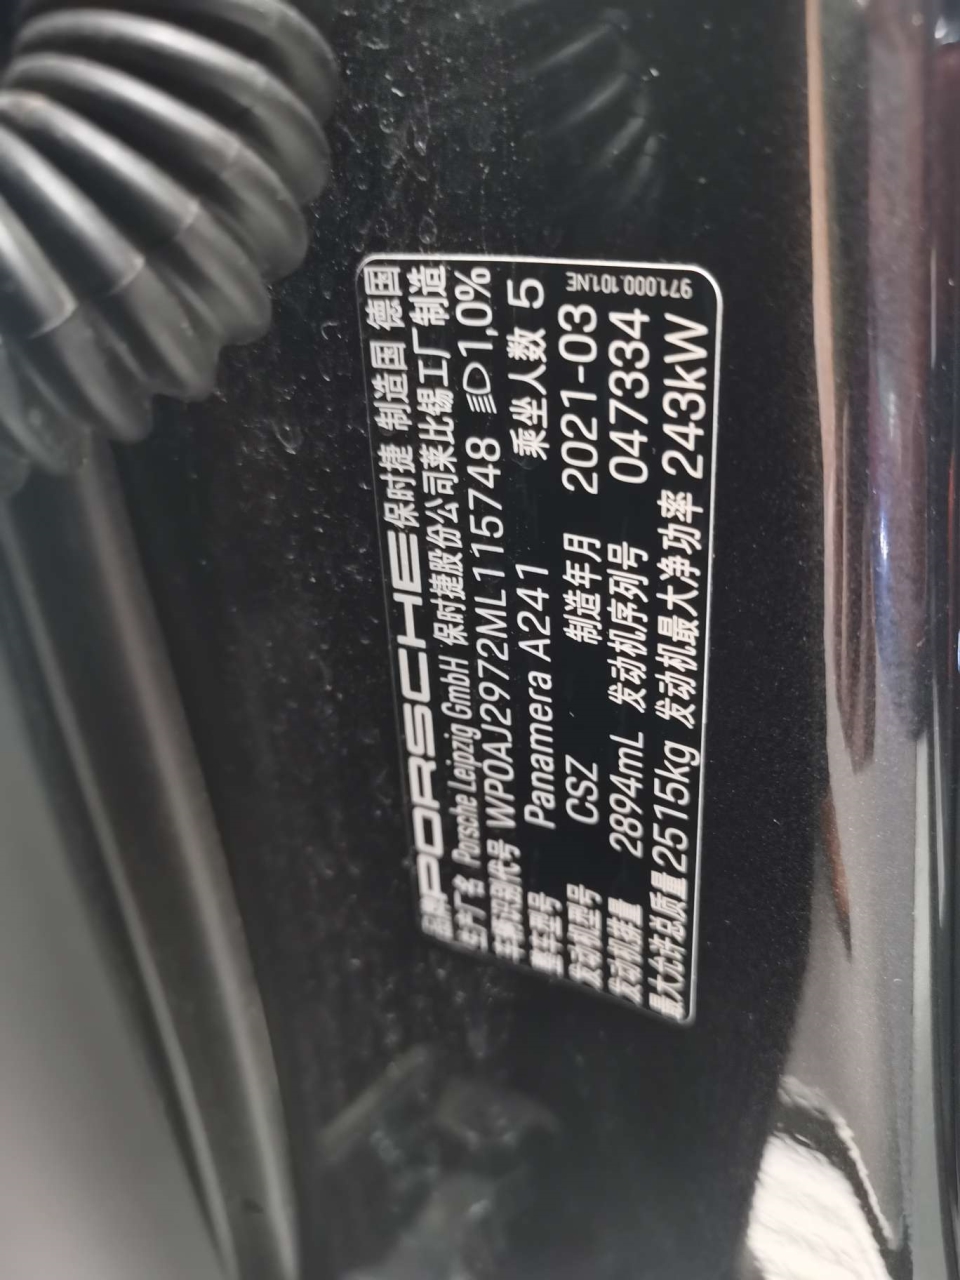 品牌 PORSCHE 保时捷 制造国 德国
生产厂名 Porsche Leipzig GmbH 保时捷股份公司莱比锡工厂制造
车辆识别代号 WP0AJ2972ML115748 1,0%
整车型号 Panamera A241 乘坐人数 5
发动机型号 CSZ 制造年月 2021-03
发动机排量 2894mL 发动机序列号 047334
最大允许总质量 2515kg 发动机最大净功率 243kW
971.000.101.NE